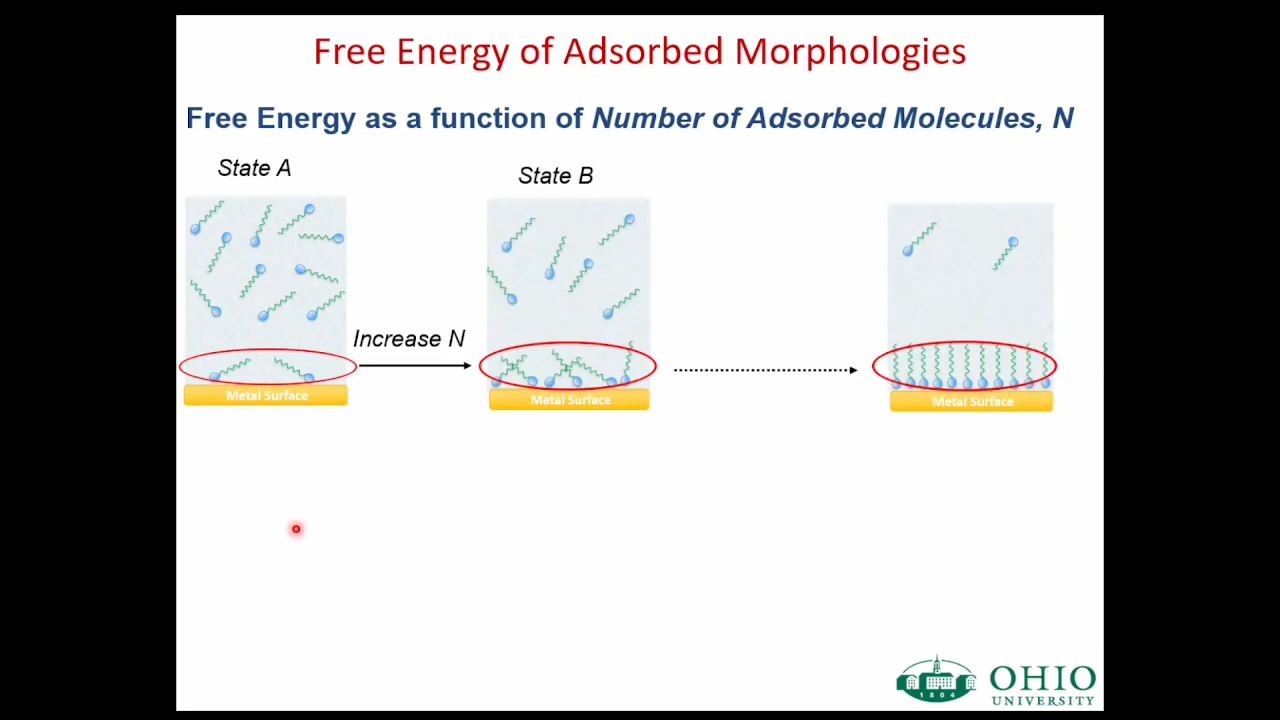 Free Energy of Adsorbed Morphologies
Free Energy as a function of Number of Adsorbed Molecules, N
State A
State B
Increase N
Metal Surface
Metal Surface
Metal Surface
1804
OHIO
UNIVERSITY